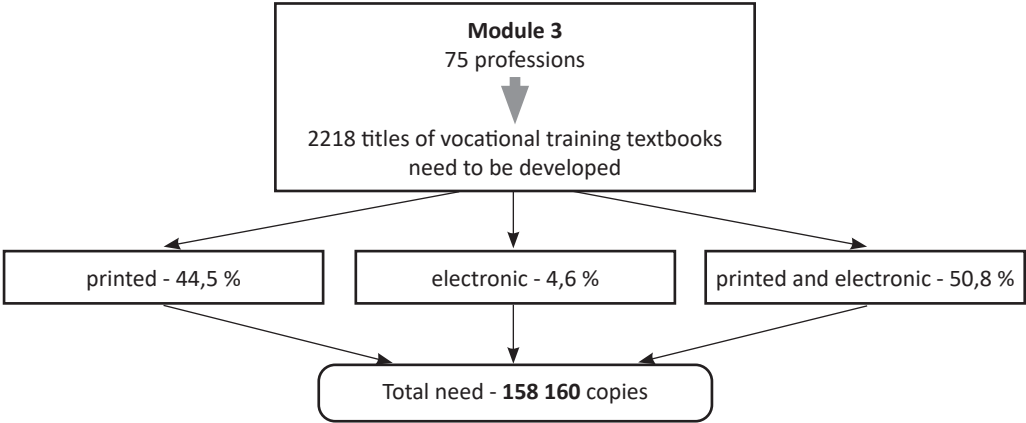 Module 3
75 professions
2218 titles of vocational training textbooks
need to be developed
printed - 44,5 %
electronic - 4,6 %
printed and electronic - 50,8 %
Total need - 158 160 copies